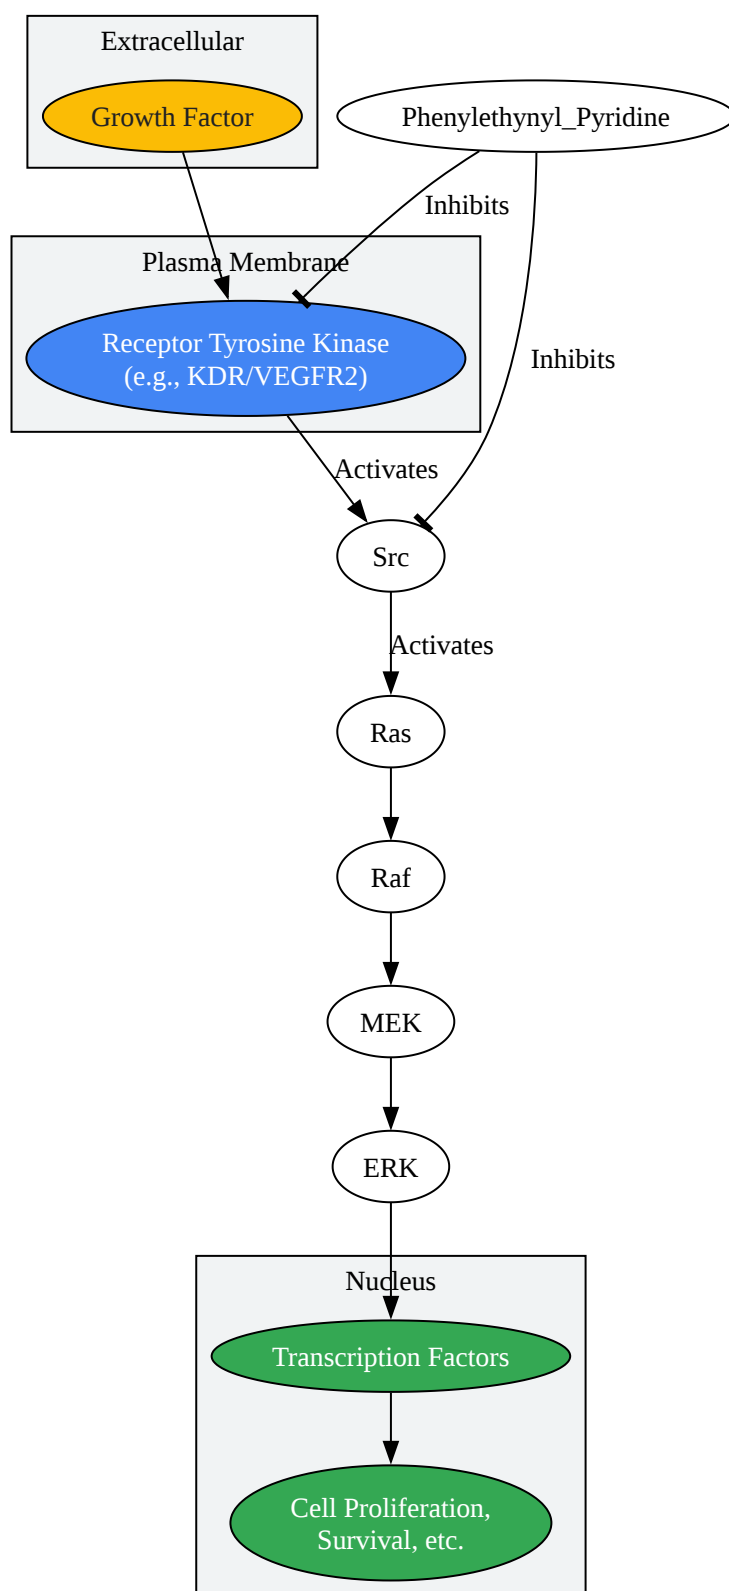 Extracellular
Growth Factor
Phenylethynyl_Pyridine
Inhibits
Plasma Membrane
Receptor Tyrosine Kinase
(e.g., KDR/VEGFR2)
Inhibits
Activates
Src
Activates
Ras
Raf
MEK
ERK
Nucleus
Transcription Factors
Cell Proliferation,
Survival, etc.